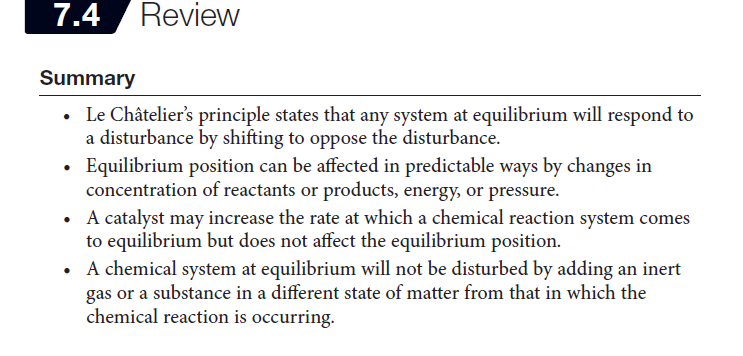 7.4 Review
Summary
• Le Châtelier’s principle states that any system at equilibrium will respond to
a disturbance by shifting to oppose the disturbance.
• Equilibrium position can be affected in predictable ways by changes in
concentration of reactants or products, energy, or pressure.
• A catalyst may increase the rate at which a chemical reaction system comes
to equilibrium but does not affect the equilibrium position.
• A chemical system at equilibrium will not be disturbed by adding an inert
gas or a substance in a different state of matter from that in which the
chemical reaction is occurring.